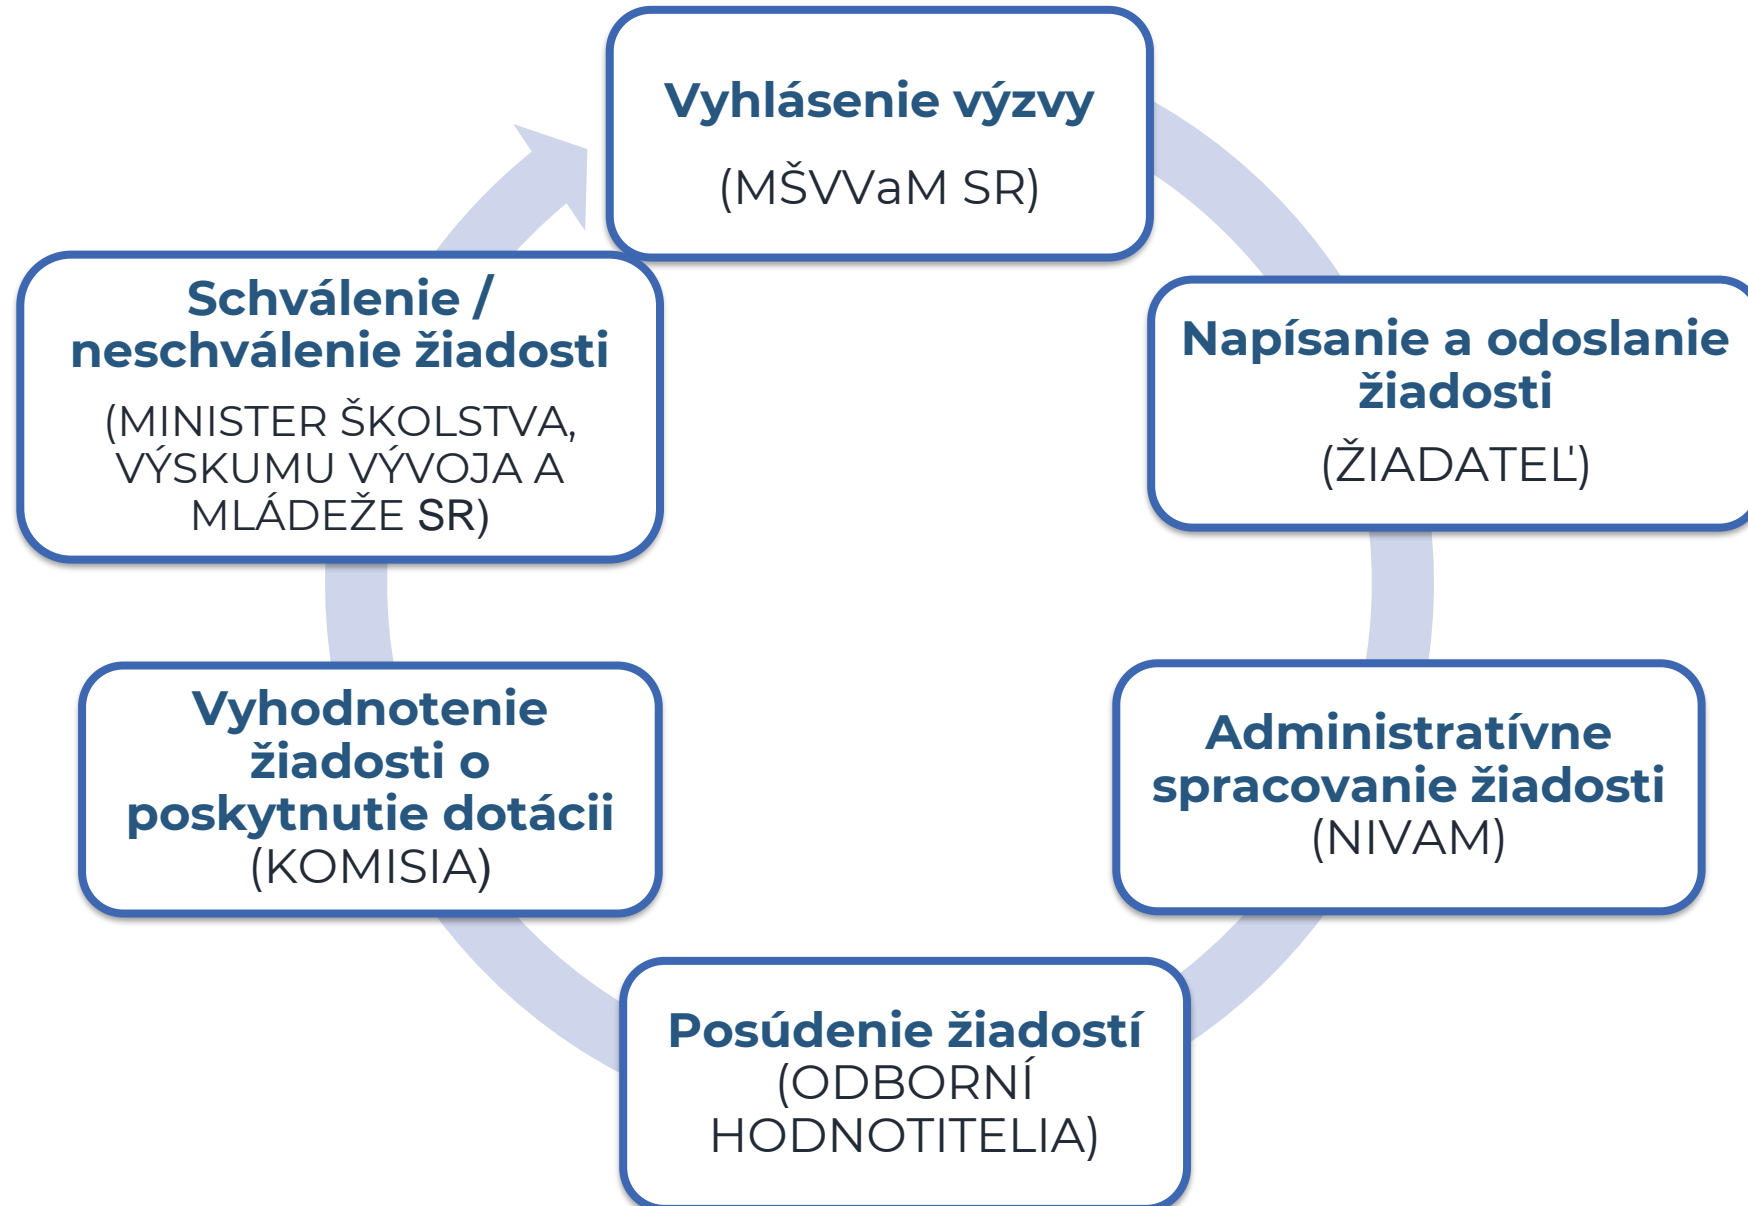 Vyhlásenie výzvy
(MŠVVaM SR)
Napísanie a odoslanie
žiadosti
(ŽIADATEĽ)
Administratívne
spracovanie žiadosti
(NIVAM)
Posúdenie žiadostí
(ODBORNÍ
HODNOTITELIA)
Vyhodnotenie
žiadosti o
poskytnutie dotácii
(KOMISIA)
Schválenie /
neschválenie žiadosti
(MINISTER ŠKOLSTVA,
VÝSKUMU VÝVOJA A
MLÁDEŽE SR)